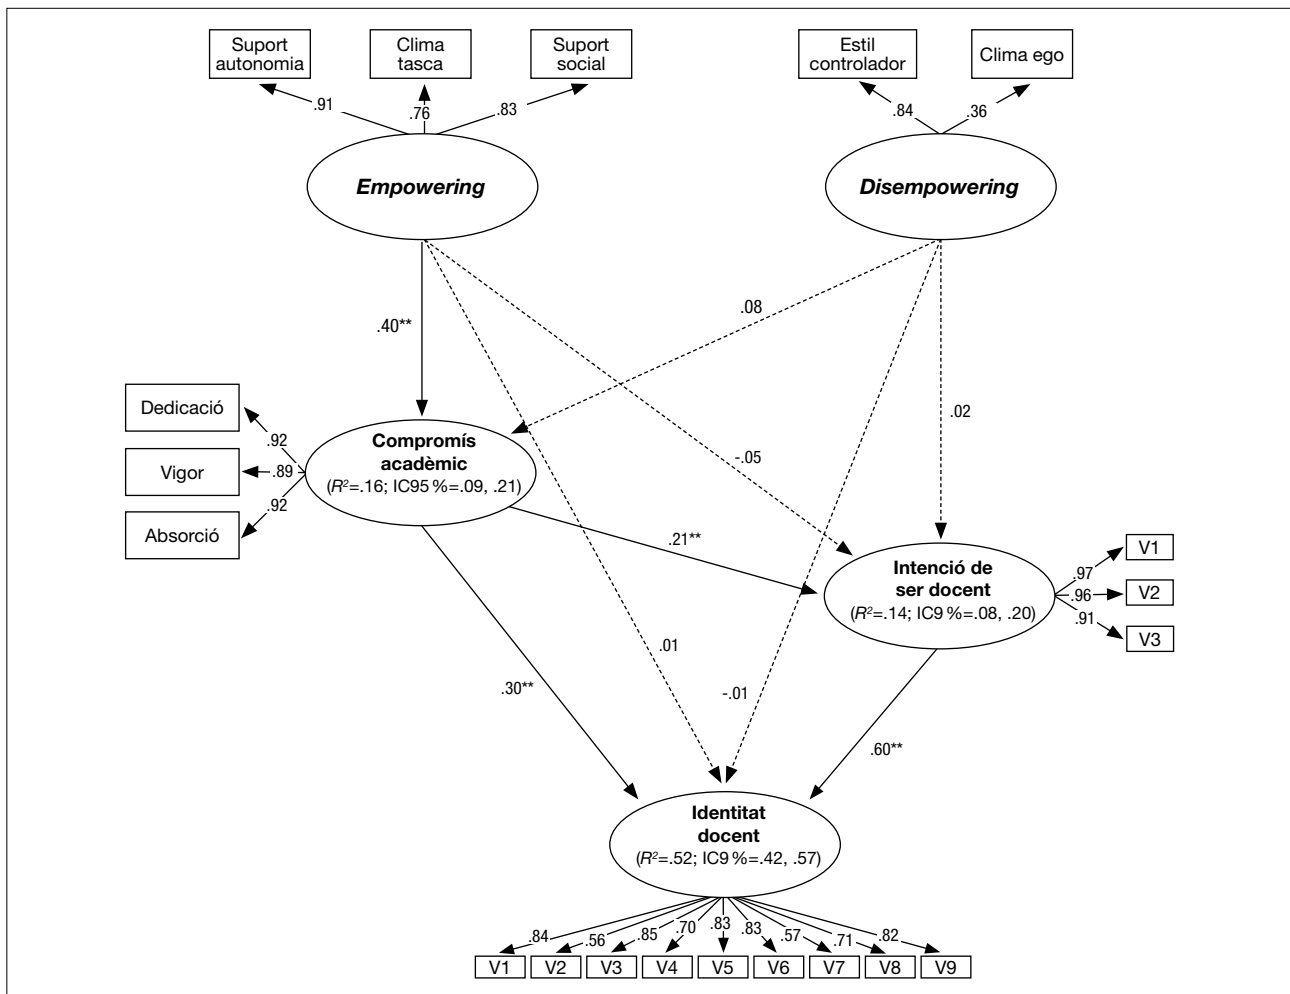 Suport
autonomia
Clima
tasca
Suport
social
Estil
controlador
Clima ego
.91
.76
.83
.84
.36
Empowering
Disempowering
.40**
.08
.02
-.05
Dedicació
Vigor
Absorció
.92
.89
.92
Compromís
acadèmic
(R²=.16; IC95 %=.09, .21)
.21**
Intenció de
ser docent
(R²=.14; IC9 %=.08, .20)
.97
.96
.91
V1
V2
V3
.30**
.01
-.01
.60**
Identitat
docent
(R²=.52; IC9 %=.42, .57)
.84
.56
.85
.70
.83
.83
.57
.71
.82
V1
V2
V3
V4
V5
V6
V7
V8
V9